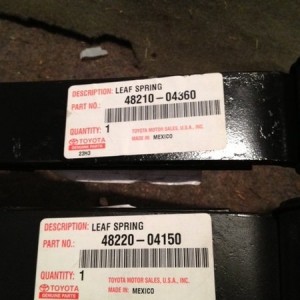 DESCRIPTION: LEAF SPRING
PART NO.: 48210-04360
QUANTITY: 1
TOYOTA MOTOR SALES, U.S.A., INC.
MADE IN MEXICO
TOYOTA
GENUINE PARTS
DESCRIPTION: LEAF SPRING
PART NO.: 48220-04150
QUANTITY: 1
TOYOTA MOTOR SALES, U.S.A., INC.
MADE IN MEXICO
TOYOTA
GENUINE PARTS